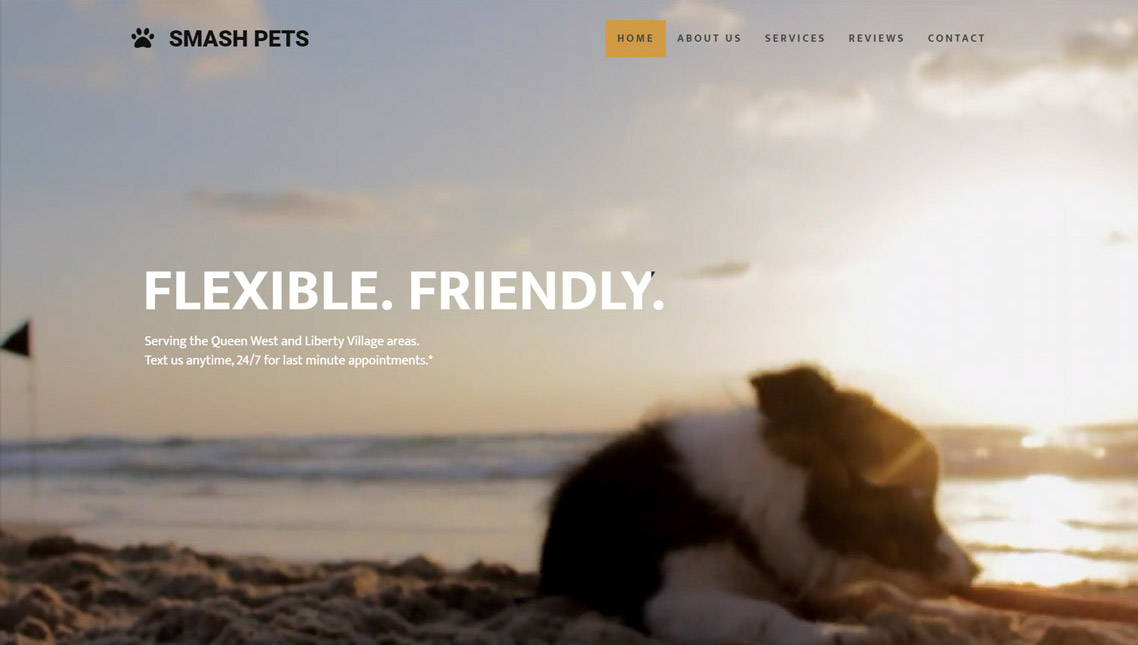 SMASH PETS
HOME
ABOUT US
SERVICES
REVIEWS
CONTACT
FLEXIBLE. FRIENDLY.
Serving the Queen West and Liberty Village areas.
Text us anytime, 24/7 for last minute appointments.*